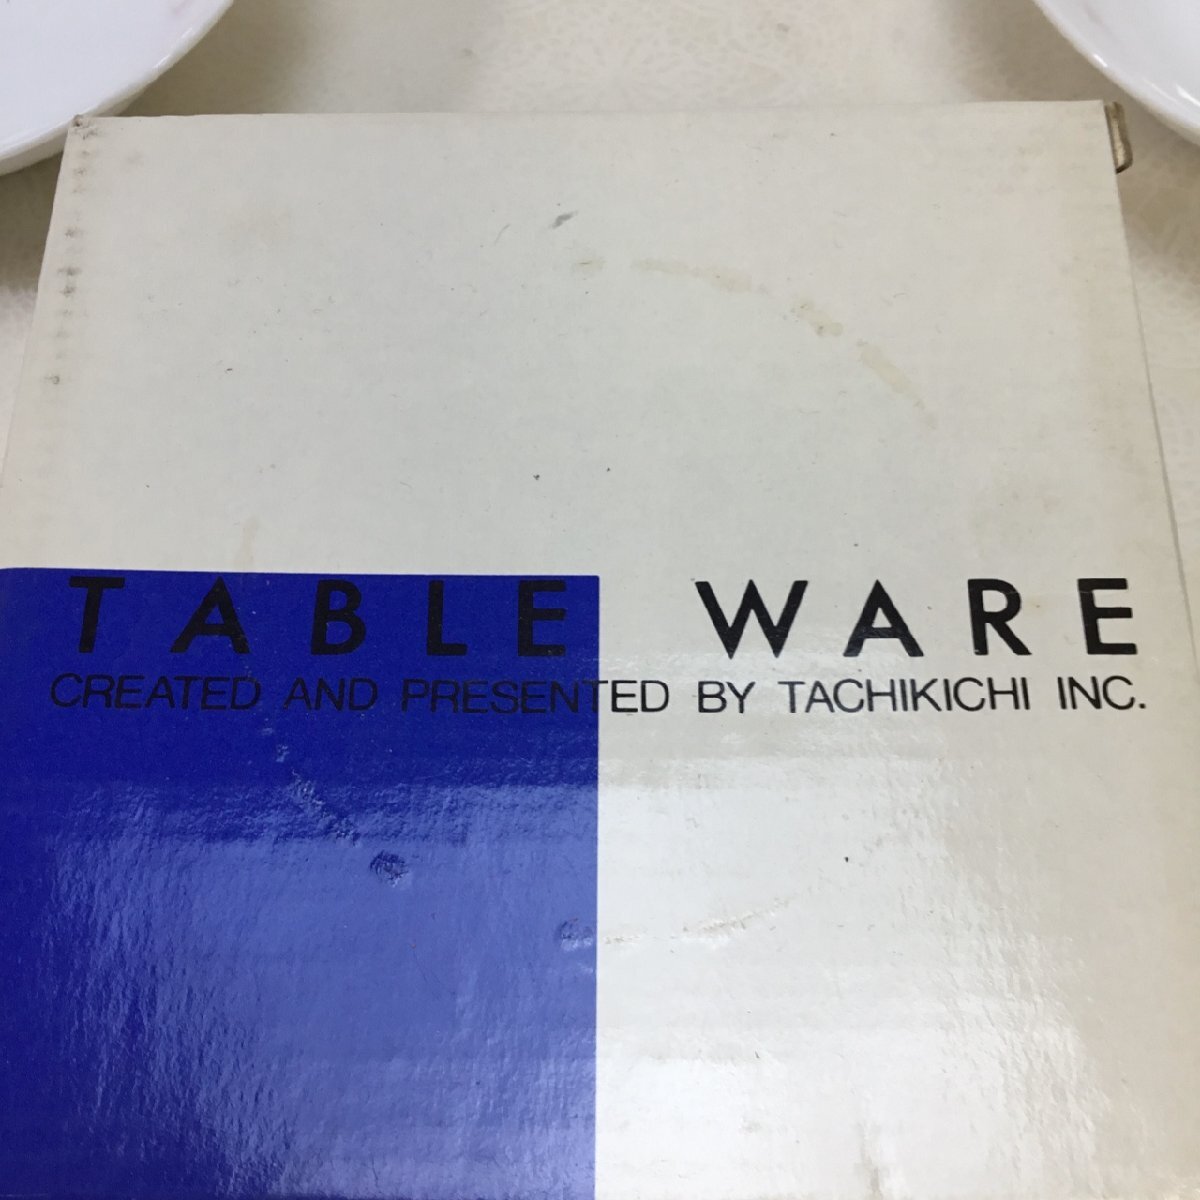 TABLE WARE
CREATED AND PRESENTED BY TACHIKICHI INC.